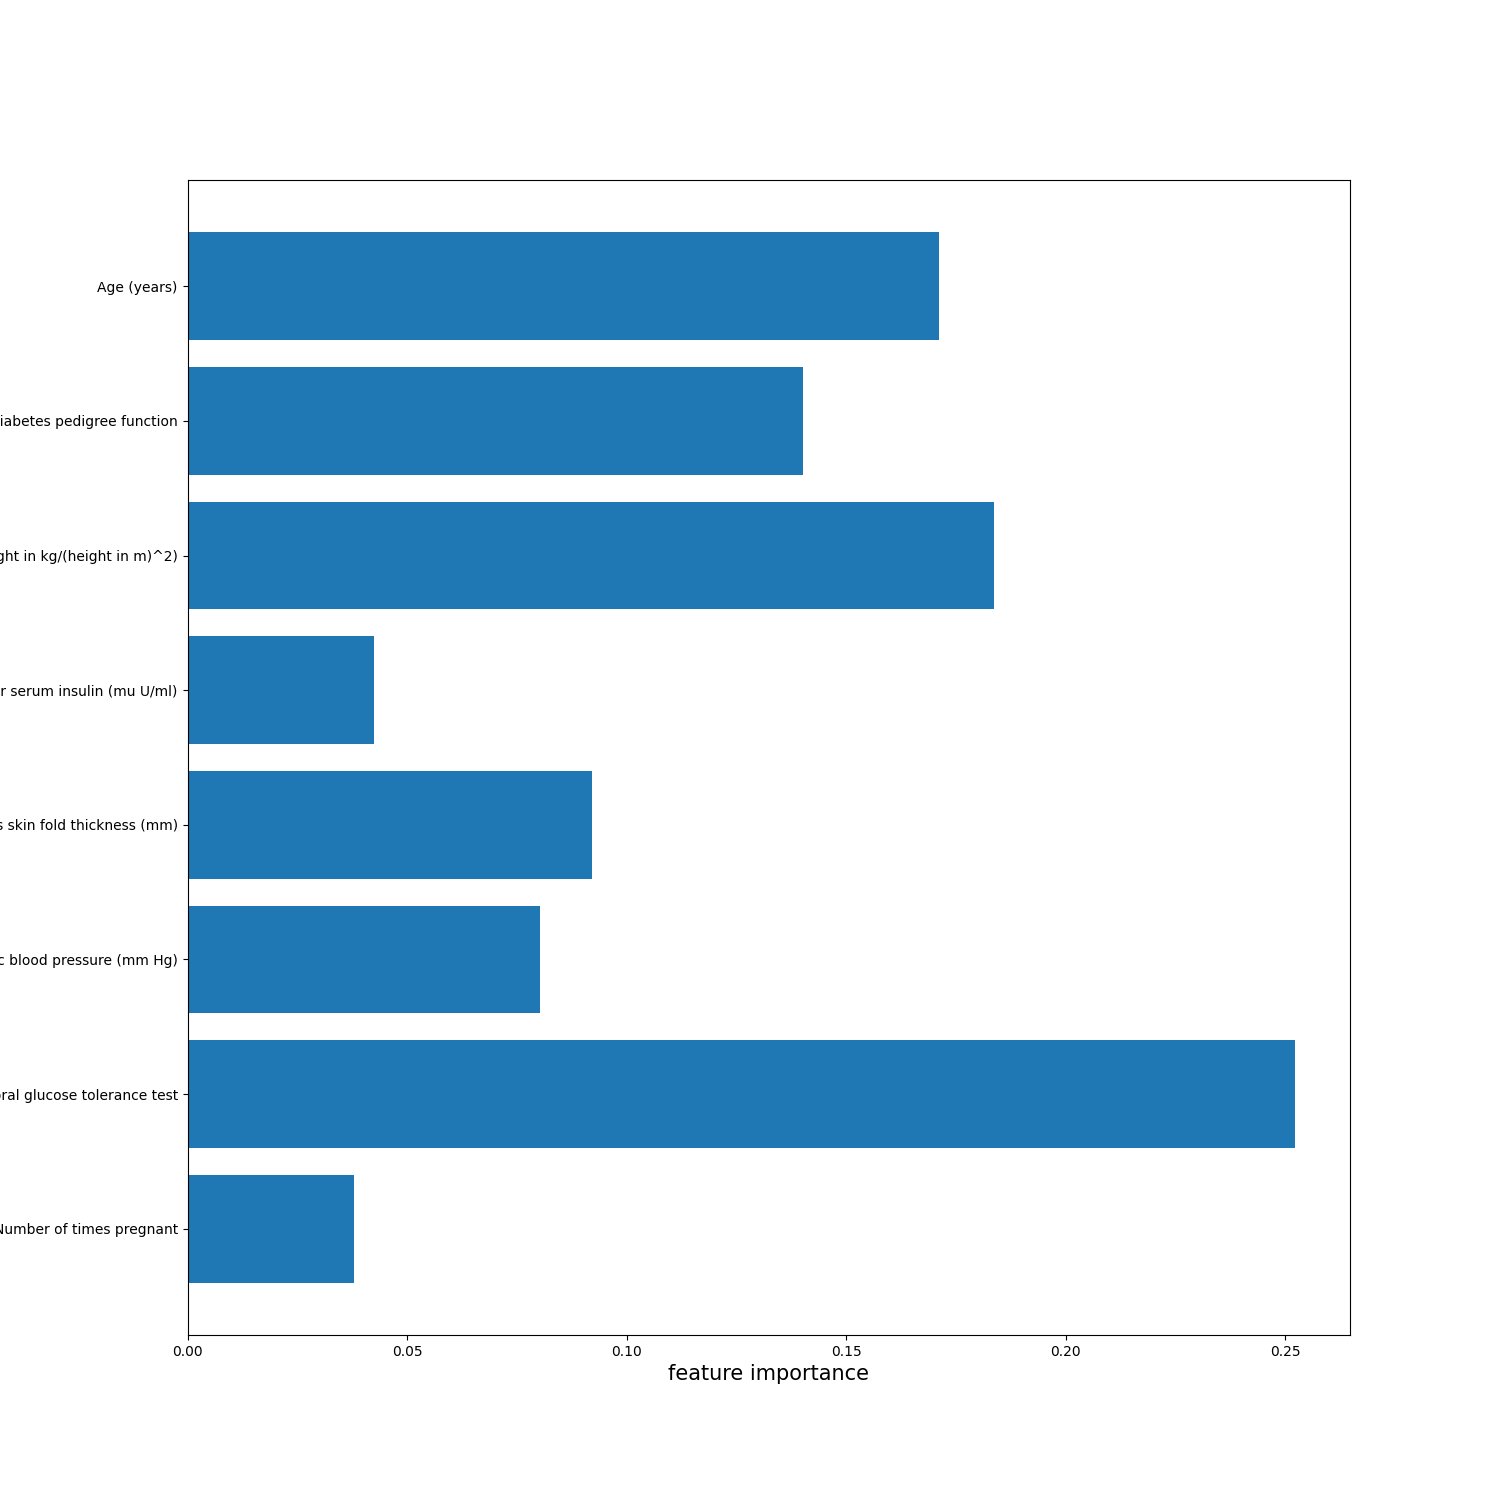 Age (years)
iabetes pedigree function
ght in kg/(height in m)^2)
r serum insulin (mu U/ml)
s skin fold thickness (mm)
c blood pressure (mm Hg)
oral glucose tolerance test
Number of times pregnant
0.00 0.05 0.10 0.15 0.20 0.25
feature importance